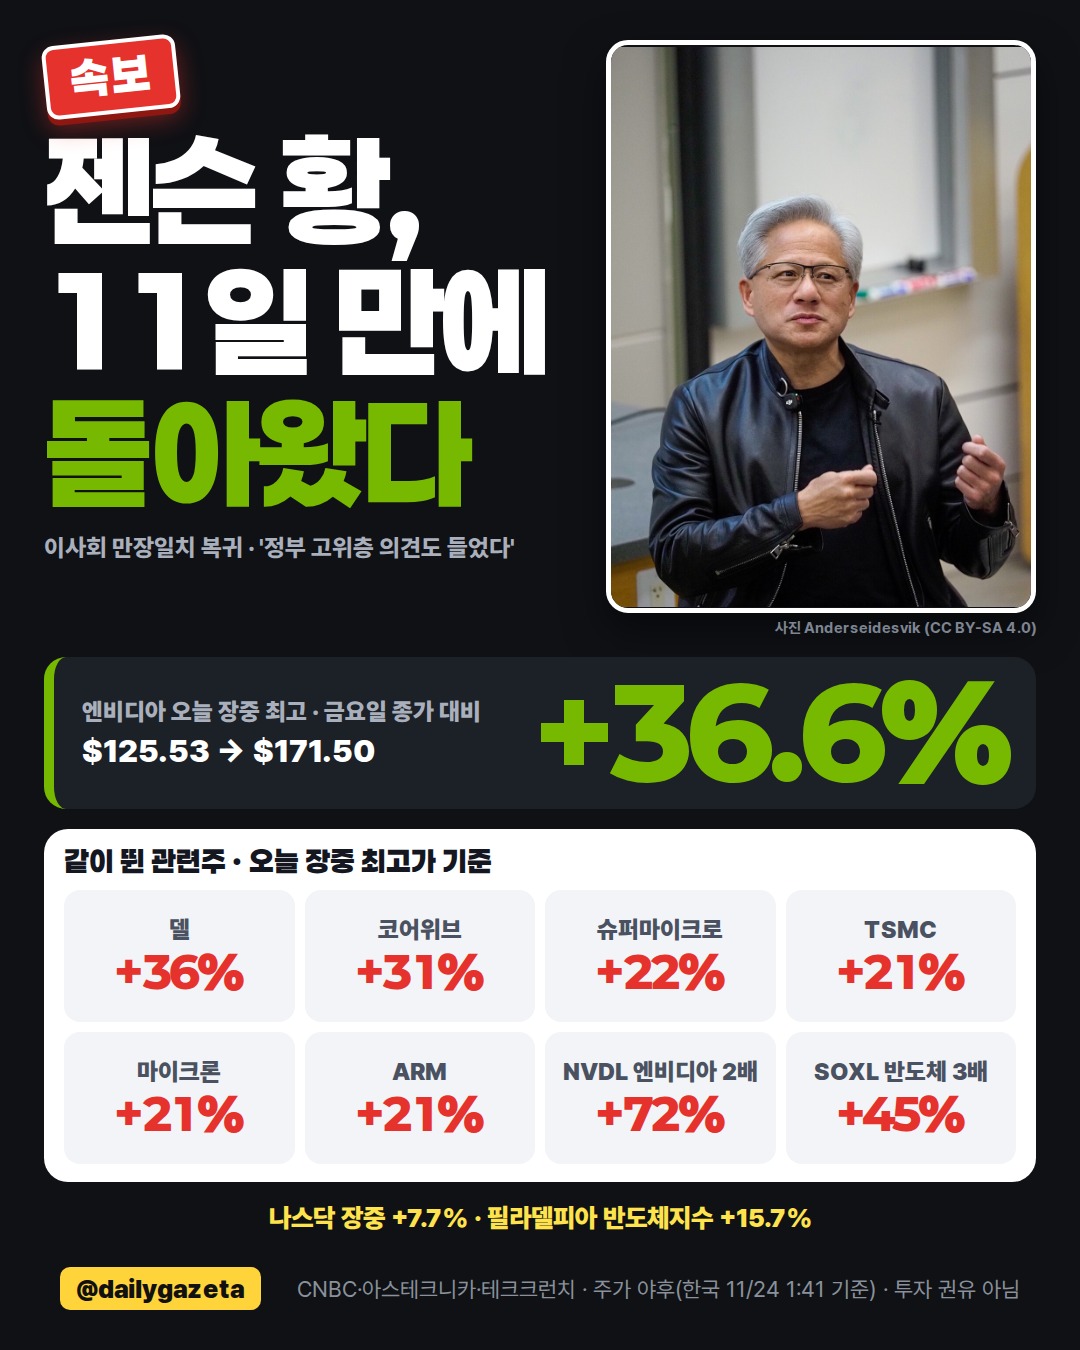 속보
젠슨 황,
11일 만에
돌아왔다
이사회 만장일치 복귀 · '정부 고위층 의견도 들었다'
사진 Anderseidesvik (CC BY-SA 4.0)
엔비디아 오늘 장중 최고 · 금요일 종가 대비
$125.53 → $171.50
+36.6%
같이 뛴 관련주 · 오늘 장중 최고가 기준
델
+36%
코어위브
+31%
슈퍼마이크로
+22%
TSMC
+21%
마이크론
+21%
ARM
+21%
NVDL 엔비디아 2배
+72%
SOXL 반도체 3배
+45%
나스닥 장중 +7.7% · 필라델피아 반도체지수 +15.7%
@dailygazeta
CNBC·아스테크니카·테크크런치 · 주가 야후(한국 11/24 1:41 기준) · 투자 권유 아님